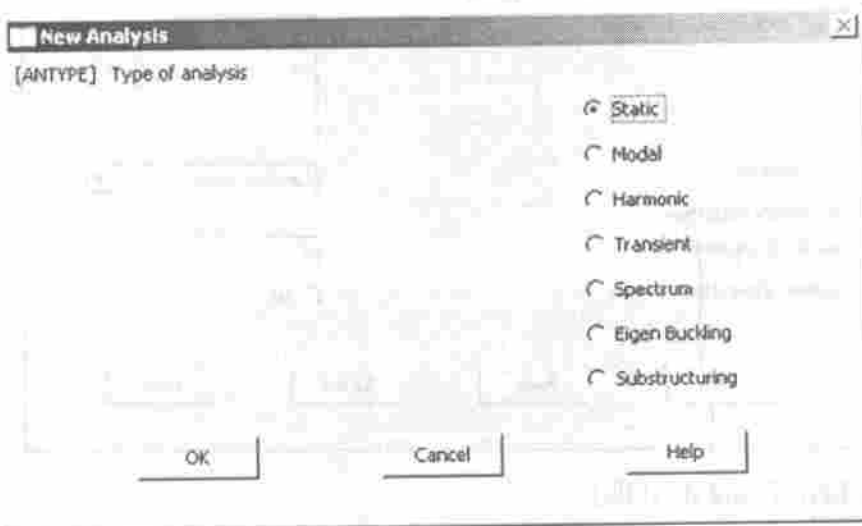 New Analysis
[ANTYPE] Type of analysis
Static
Modal
Harmonic
Transient
Spectrum
Eigen Buckling
Substructuring
OK
Cancel
Help